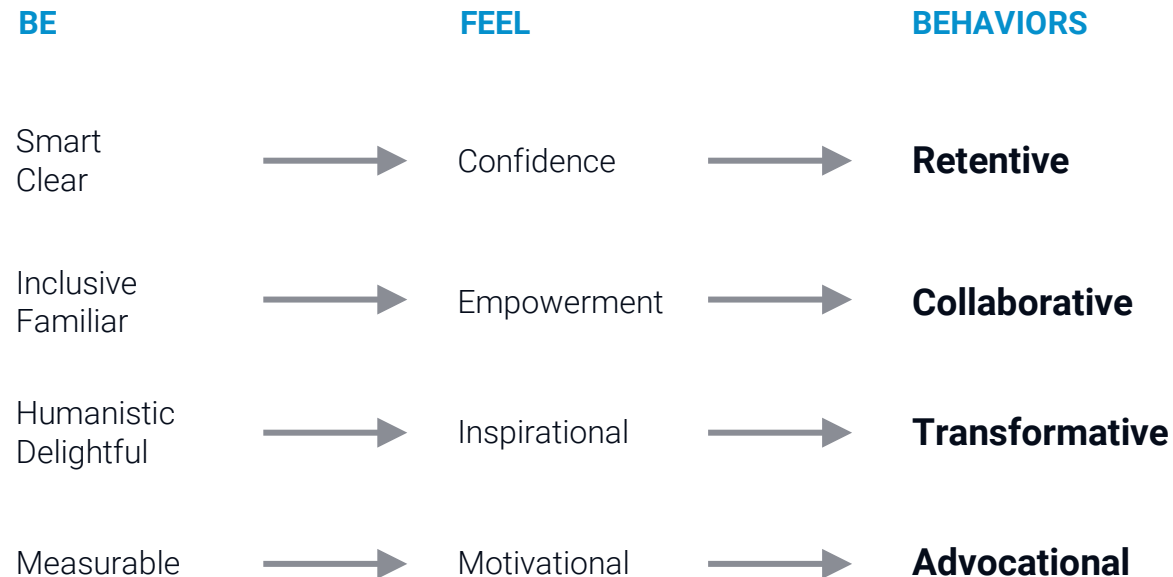 BE FEEL BEHAVIORS
Smart
Clear
Confidence
Retentive
Inclusive
Familiar
Empowerment
Collaborative
Humanistic
Delightful
Inspirational
Transformative
Measurable
Motivational
Advocational